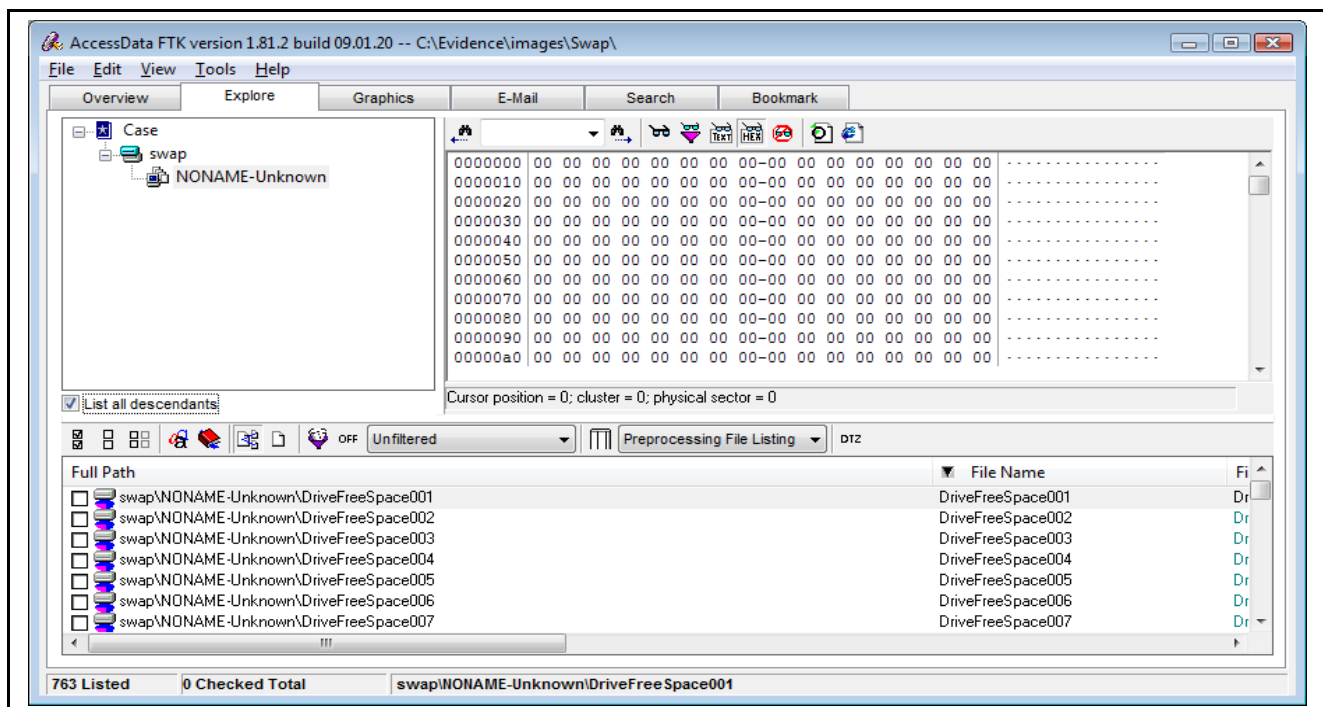 AccessData FTK version 1.81.2 build 09.01.20 -- C:\Evidence\images\Swap\
File Edit View Tools Help
Overview Explore Graphics E-Mail Search Bookmark
Case
swap
NONAME-Unknown
TEXT HEX
0000000 00 00 00 00 00 00 00 00-00 00 00 00 00 00 00 00 ................
0000010 00 00 00 00 00 00 00 00-00 00 00 00 00 00 00 00 ................
0000020 00 00 00 00 00 00 00 00-00 00 00 00 00 00 00 00 ................
0000030 00 00 00 00 00 00 00 00-00 00 00 00 00 00 00 00 ................
0000040 00 00 00 00 00 00 00 00-00 00 00 00 00 00 00 00 ................
0000050 00 00 00 00 00 00 00 00-00 00 00 00 00 00 00 00 ................
0000060 00 00 00 00 00 00 00 00-00 00 00 00 00 00 00 00 ................
0000070 00 00 00 00 00 00 00 00-00 00 00 00 00 00 00 00 ................
0000080 00 00 00 00 00 00 00 00-00 00 00 00 00 00 00 00 ................
0000090 00 00 00 00 00 00 00 00-00 00 00 00 00 00 00 00 ................
00000a0 00 00 00 00 00 00 00 00-00 00 00 00 00 00 00 00 ................
Cursor position = 0; cluster = 0; physical sector = 0
List all descendants
OFF Unfiltered Preprocessing File Listing DTZ
Full Path File Name Fi
swap\NONAME-Unknown\DriveFreeSpace001 DriveFreeSpace001 Dr
swap\NONAME-Unknown\DriveFreeSpace002 DriveFreeSpace002 Dr
swap\NONAME-Unknown\DriveFreeSpace003 DriveFreeSpace003 Dr
swap\NONAME-Unknown\DriveFreeSpace004 DriveFreeSpace004 Dr
swap\NONAME-Unknown\DriveFreeSpace005 DriveFreeSpace005 Dr
swap\NONAME-Unknown\DriveFreeSpace006 DriveFreeSpace006 Dr
swap\NONAME-Unknown\DriveFreeSpace007 DriveFreeSpace007 Dr
763 Listed 0 Checked Total swap\NONAME-Unknown\DriveFreeSpace001